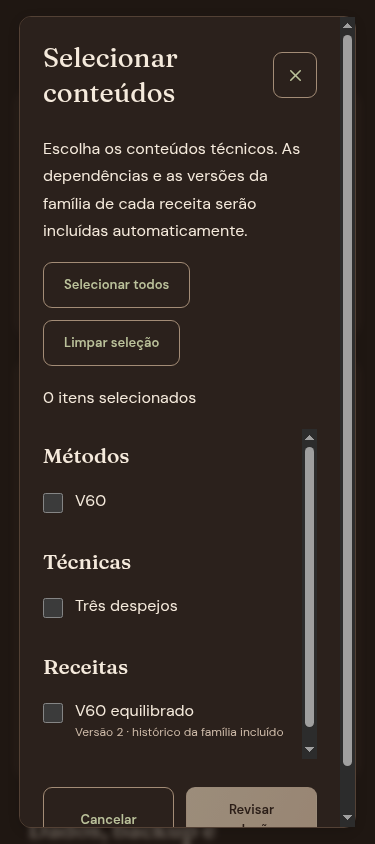 Selecionar
conteúdos
Escolha os conteúdos técnicos. As
dependências e as versões da
família de cada receita serão
incluídas automaticamente.
Selecionar todos
Limpar seleção
0 itens selecionados
Métodos
V60
Técnicas
Três despejos
Receitas
V60 equilibrado
Versão 2 · histórico da família incluído
Cancelar
Revisar